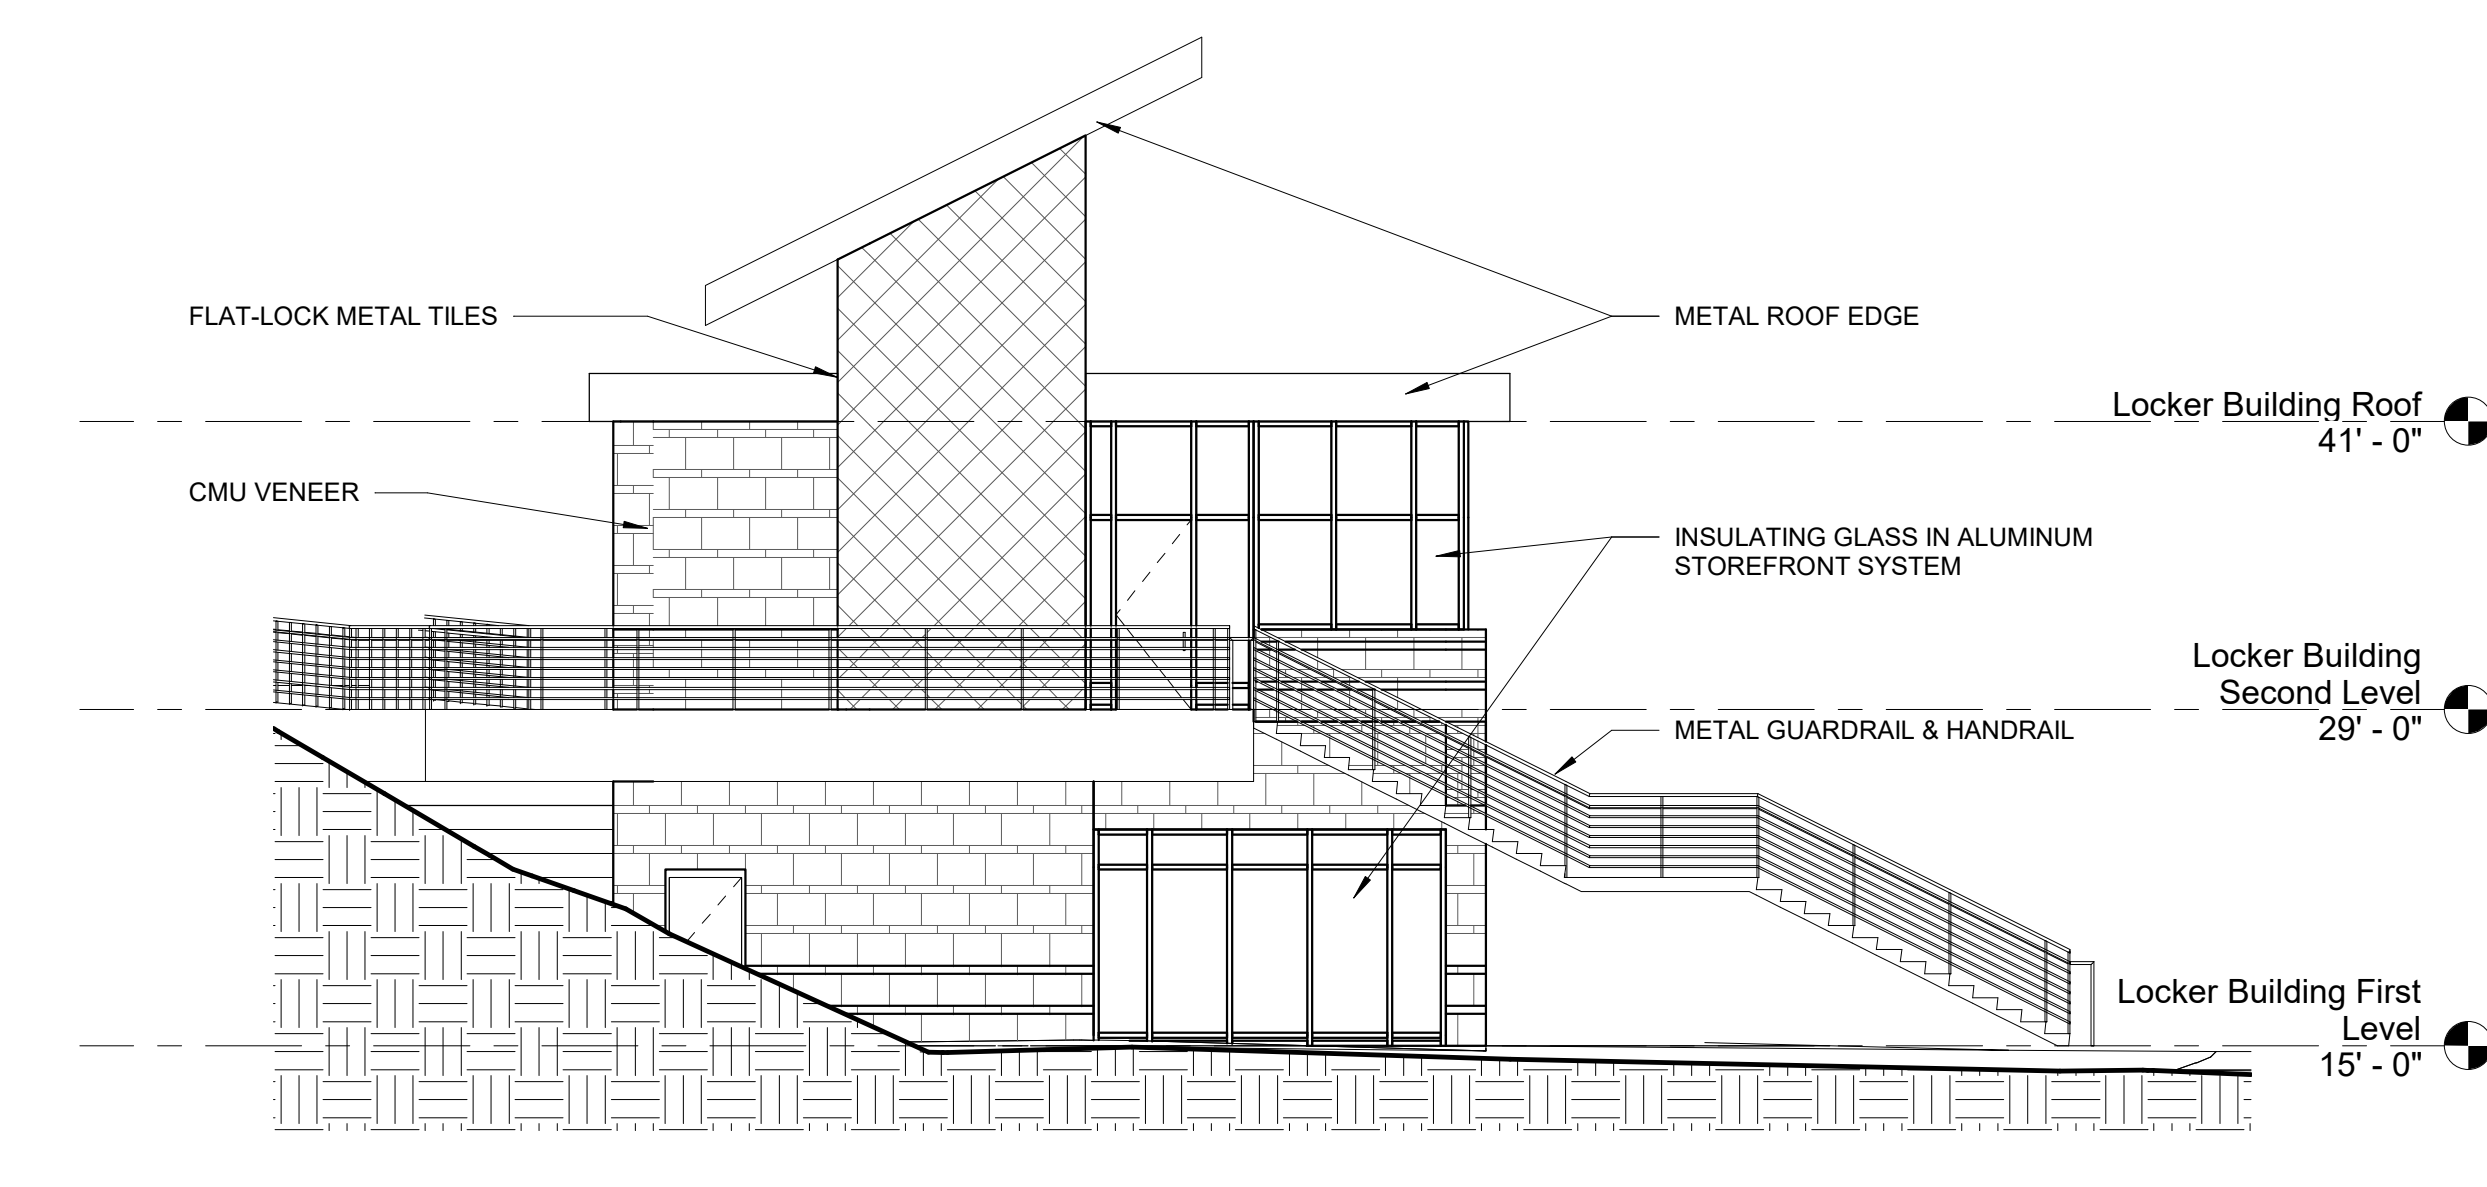 FLAT-LOCK METAL TILES
METAL ROOF EDGE
Locker Building Roof
41' - 0"
CMU VENEER
INSULATING GLASS IN ALUMINUM
STOREFRONT SYSTEM
Locker Building
Second Level
29' - 0"
METAL GUARDRAIL & HANDRAIL
Locker Building First
Level
15' - 0"